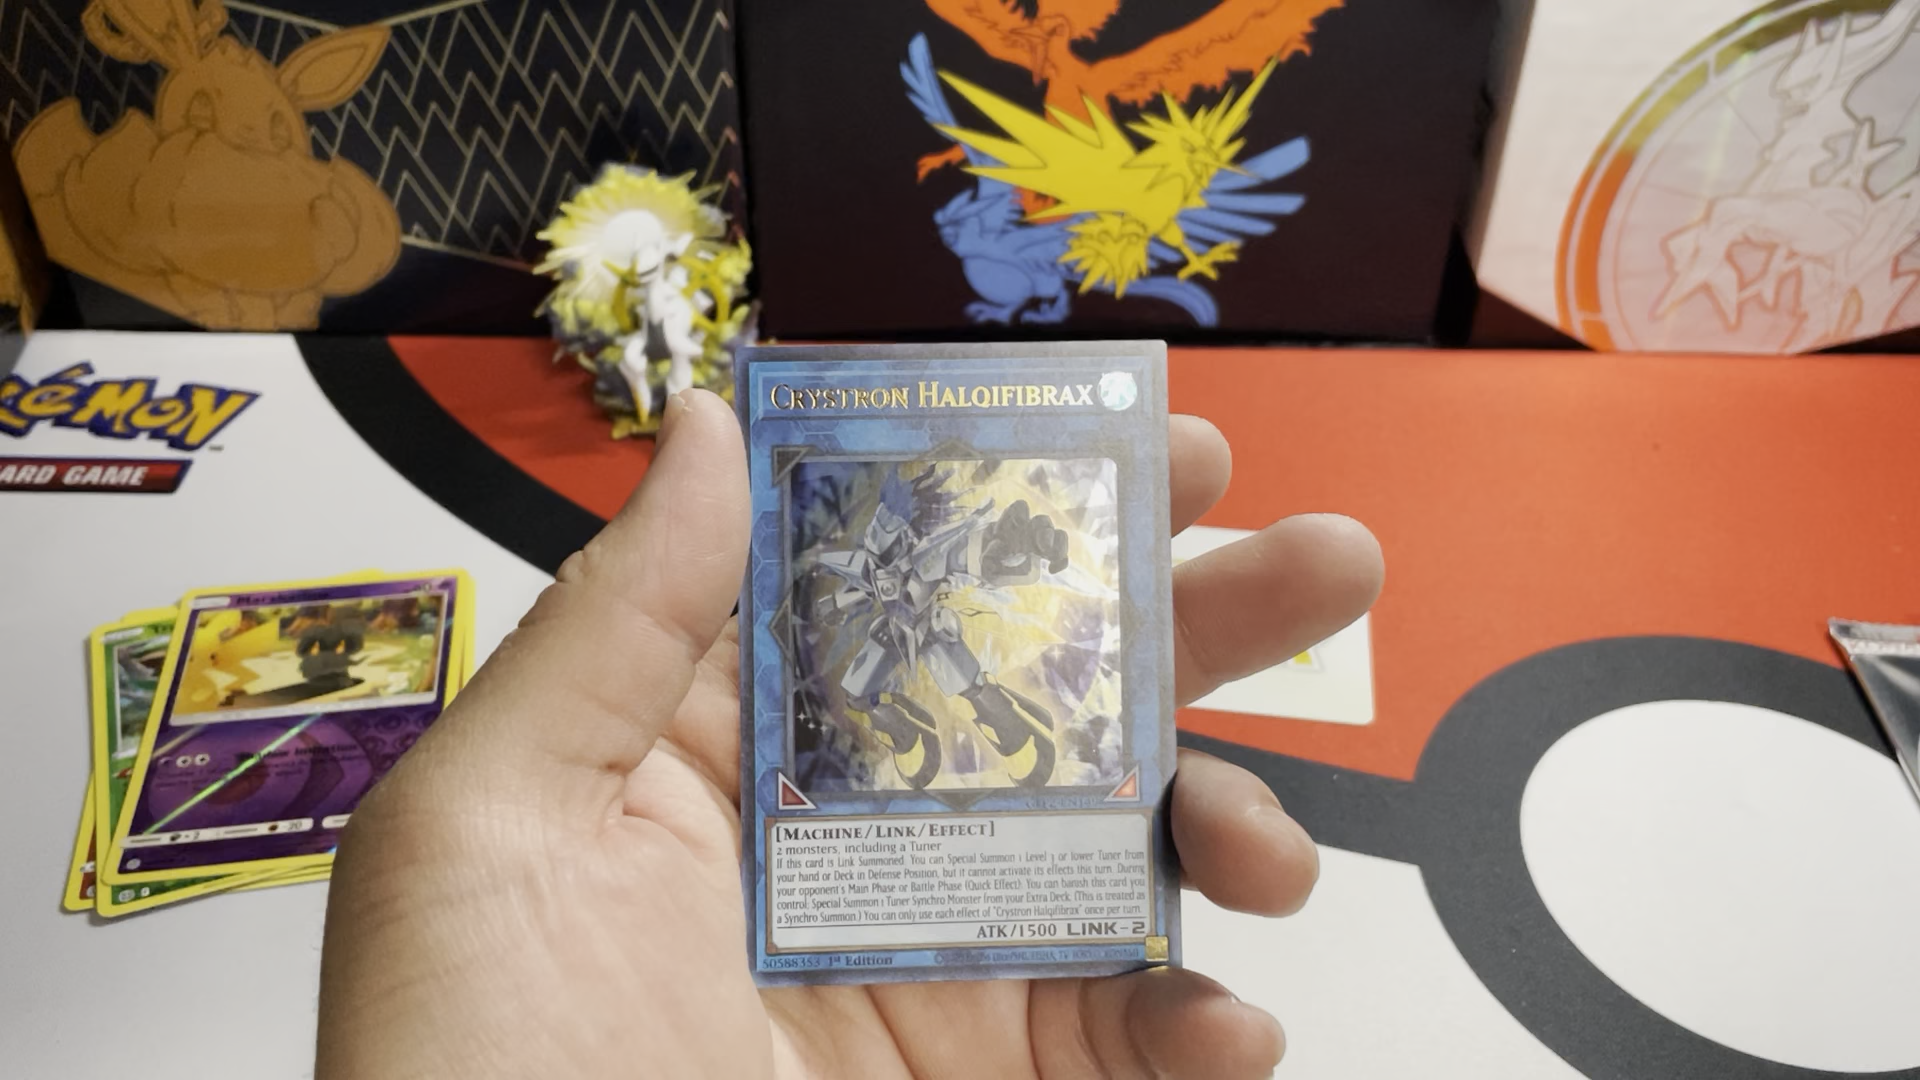 CRYSTRON HALQIFIBRAX
POKéMON
ARD GAME
[MACHINE/LINK/EFFECT]
2 monsters, including a Tuner
If this card is Link Summoned: You can Special Summon 1 Level 3 or lower Tuner from
your hand or Deck in Defense Position, but it cannot activate its effects this turn. During
your opponent's Main Phase or Battle Phase (Quick Effect): You can banish this card you
control; Special Summon 1 Tuner Synchro Monster from your Extra Deck. (This is treated as
a Synchro Summon.) You can only use each effect of "Crystron Halqifibrax" once per turn.
ATK/1500 LINK-2
50588353 1st Edition